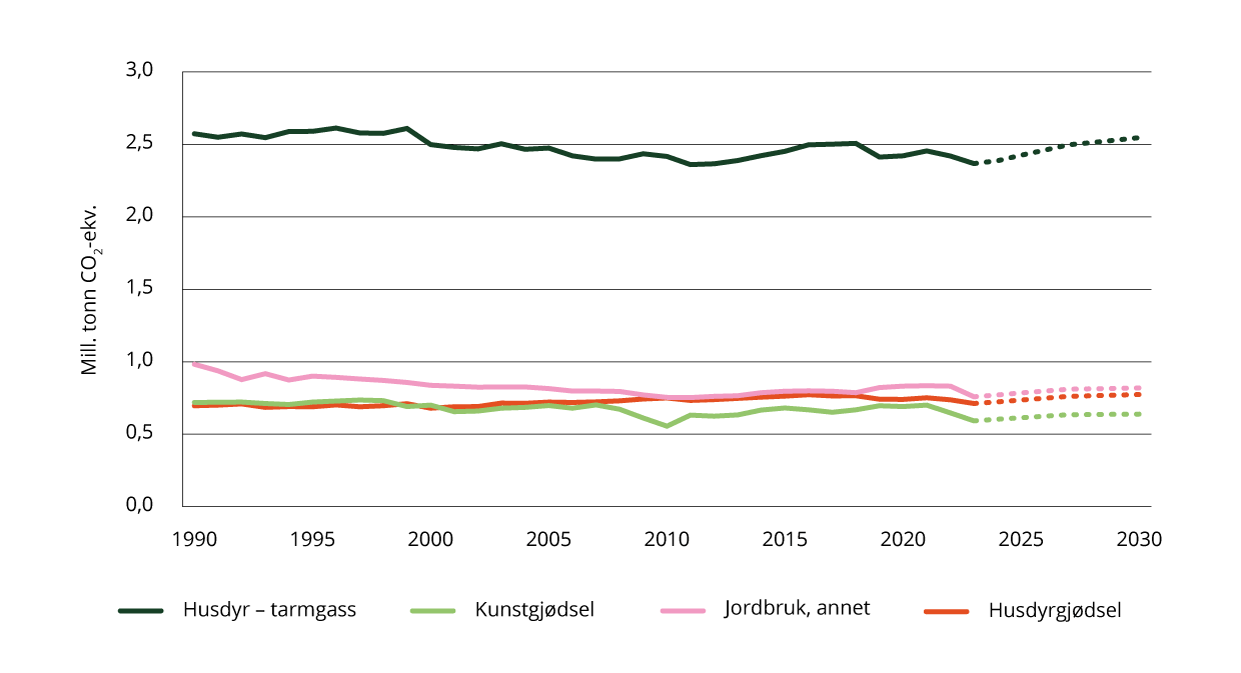 3,0
2,5
2,0
1,5
1,0
0,5
0,0
Mill. tonn CO₂-ekv.
1990 1995 2000 2005 2010 2015 2020 2025 2030
Husdyr – tarmgass Kunstgjødsel Jordbruk, annet Husdyrgjødsel